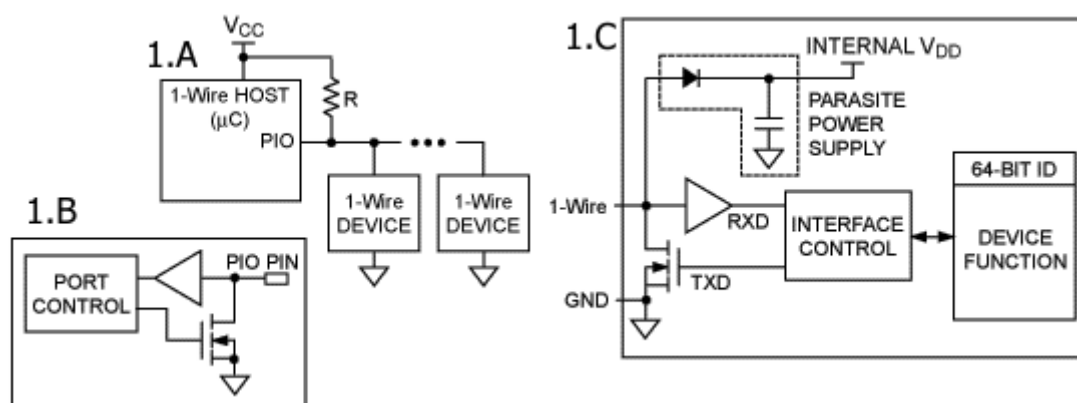 1.A
VCC
1-Wire HOST
(μC)
PIO
R
1-Wire
DEVICE
1-Wire
DEVICE
1.B
PORT
CONTROL
PIO PIN
1.C
INTERNAL VDD
PARASITE
POWER
SUPPLY
1-Wire
RXD
TXD
GND
INTERFACE
CONTROL
64-BIT ID
DEVICE
FUNCTION